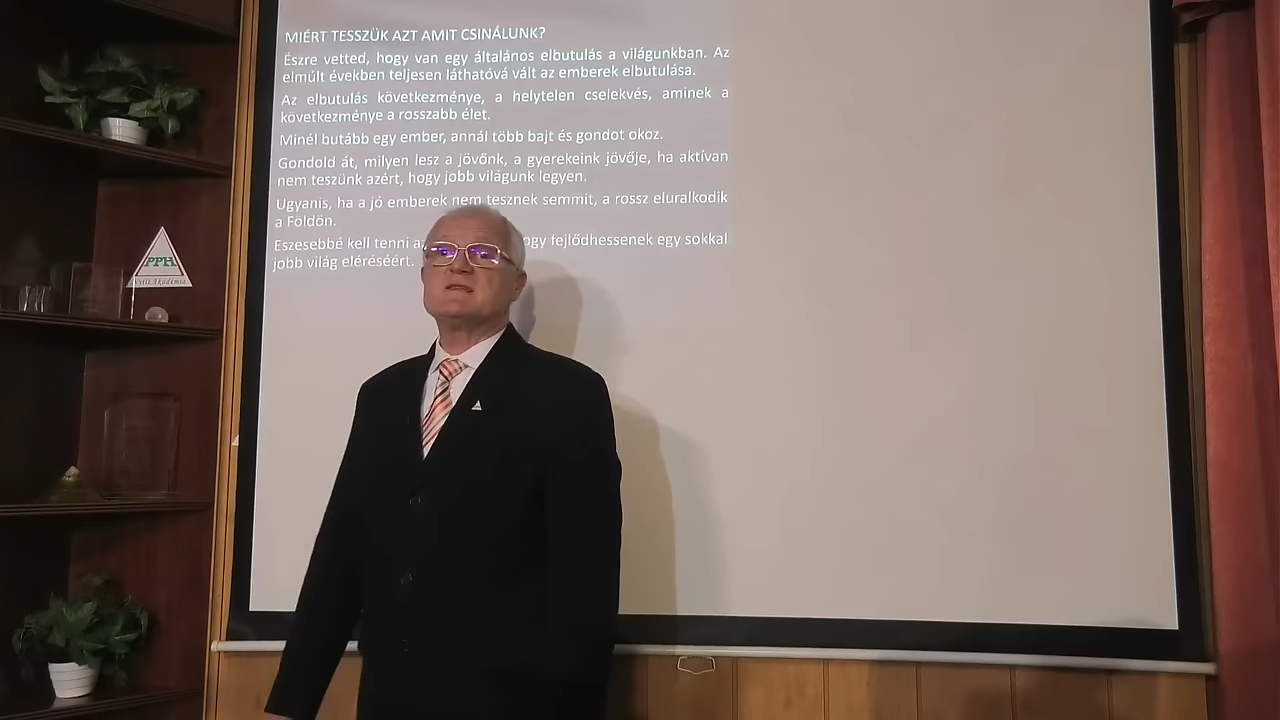 MIÉRT TESSZÜK AZT AMIT CSINÁLUNK?
Észre vetted, hogy van egy általános elbutulás a világunkban. Az
elmúlt években teljesen láthatóvá vált az emberek elbutulása.
Az elbutulás következménye, a helytelen cselekvés, aminek a
következménye a rosszabb élet.
Minél butább egy ember, annál több bajt és gondot okoz.
Gondold át, milyen lesz a jövőnk, a gyerekeink jövője, ha aktívan
nem teszünk azért, hogy jobb világunk legyen.
Ugyanis, ha a jó emberek nem tesznek semmit, a rossz eluralkodik
a Földön.
Eszesebbé kell tenni fejlődhessenek egy sokkal
jobb világ eléréséért.
PPH
Nyílt Akadémia